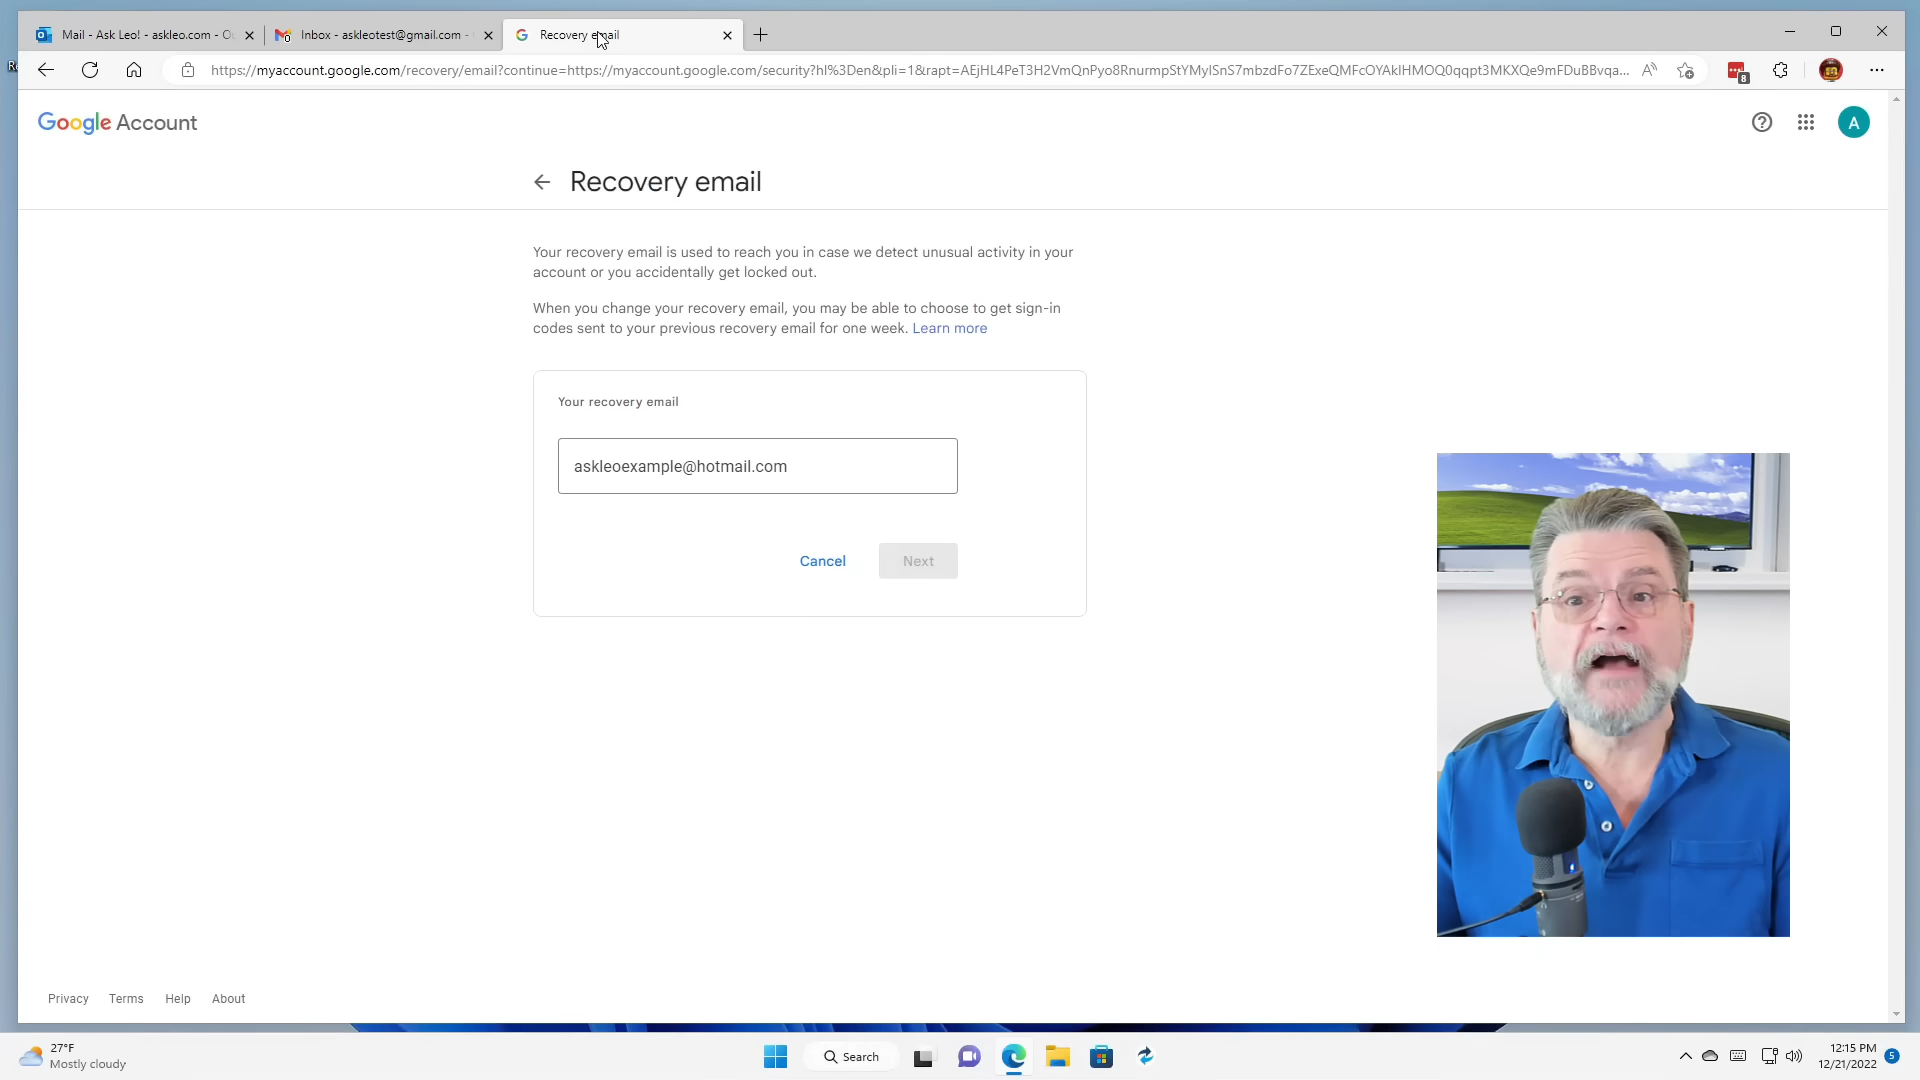 Mail - Ask Leo! - askleo.com - Ou
Inbox - askleotest@gmail.com -
Recovery email
https://myaccount.google.com/recovery/email?continue=https://myaccount.google.com/security?hl%3Den&pli=1&rapt=AEjHL4PeT3H2VmQnPyo8RnurmpStYMylSnS7mbzdFo7ZExeQMFcOYAkIHMOQ0qqpt3MKXQe9mFDuBBvqa...
8
Google Account
A
Recovery email
Your recovery email is used to reach you in case we detect unusual activity in your
account or you accidentally get locked out.
When you change your recovery email, you may be able to choose to get sign-in
codes sent to your previous recovery email for one week. Learn more
Your recovery email
askleoexample@hotmail.com
Cancel
Next
Privacy
Terms
Help
About
27°F
Mostly cloudy
Search
12:15 PM
12/21/2022
5